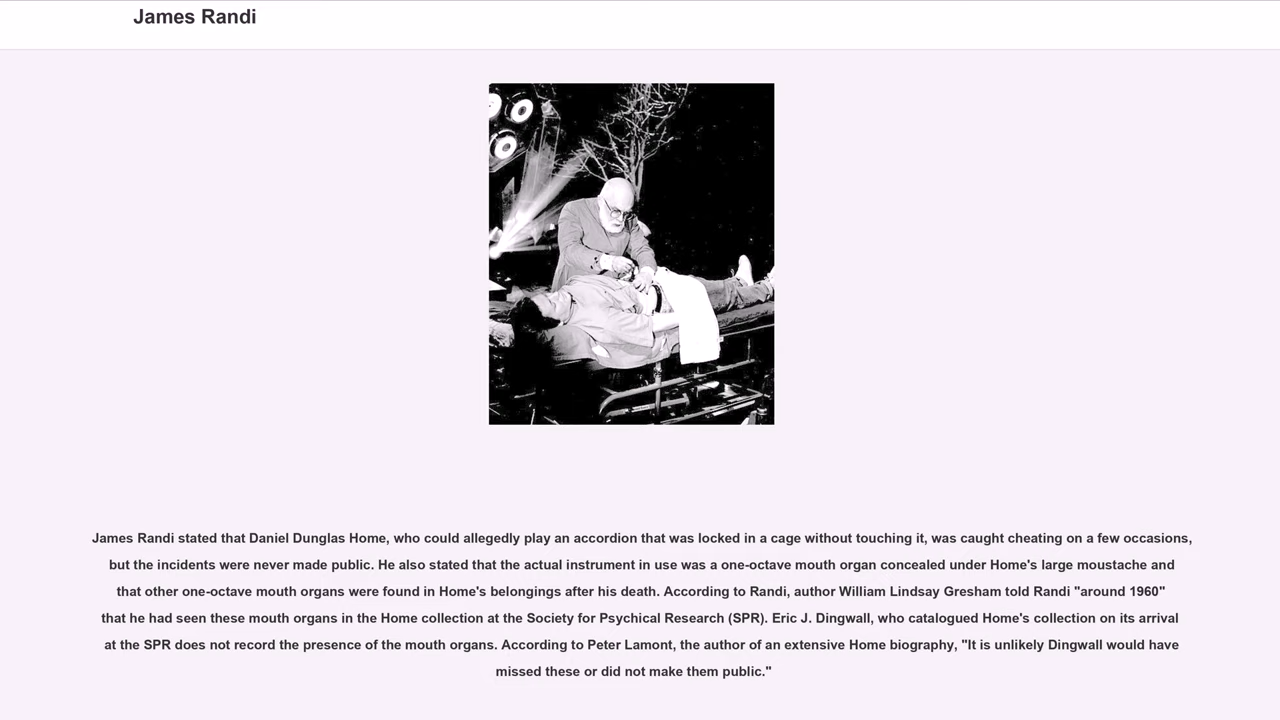 James Randi
James Randi stated that Daniel Dunglas Home, who could allegedly play an accordion that was locked in a cage without touching it, was caught cheating on a few occasions,
but the incidents were never made public. He also stated that the actual instrument in use was a one-octave mouth organ concealed under Home's large moustache and
that other one-octave mouth organs were found in Home's belongings after his death. According to Randi, author William Lindsay Gresham told Randi "around 1960"
that he had seen these mouth organs in the Home collection at the Society for Psychical Research (SPR). Eric J. Dingwall, who catalogued Home's collection on its arrival
at the SPR does not record the presence of the mouth organs. According to Peter Lamont, the author of an extensive Home biography, "It is unlikely Dingwall would have
missed these or did not make them public."